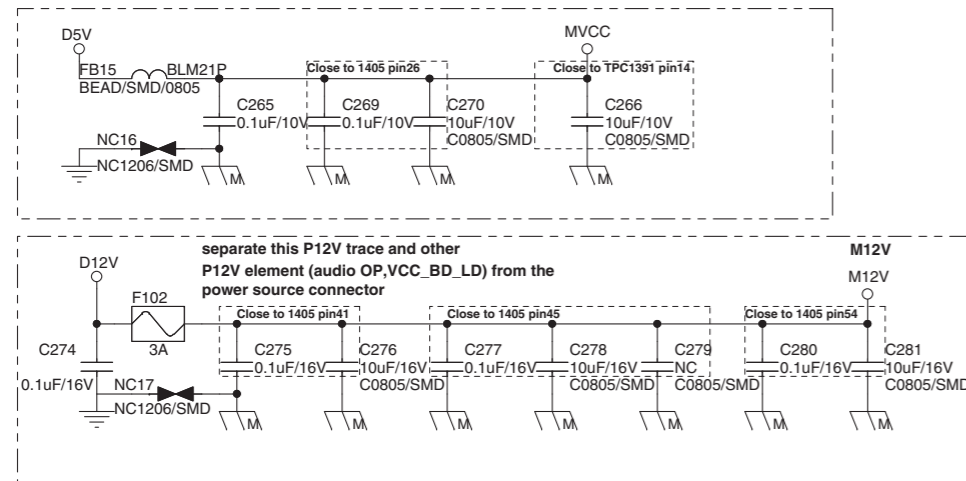 D5V
MVCC
FB15 BLM21P
BEAD/SMD/0805
Close to 1405 pin26
Close to TPC1391 pin14
C265
0.1uF/10V
C269
0.1uF/10V
C270
10uF/10V
C0805/SMD
C266
10uF/10V
C0805/SMD
NC16
NC1206/SMD
M
M
M
M
separate this P12V trace and other
P12V element (audio OP,VCC_BD_LD) from the
power source connector
M12V
D12V
M12V
F102
3A
Close to 1405 pin41
Close to 1405 pin45
Close to 1405 pin54
C274
0.1uF/16V
C275
0.1uF/16V
C276
10uF/16V
C0805/SMD
C277
0.1uF/16V
C278
10uF/16V
C0805/SMD
C279
NC
C0805/SMD
C280
0.1uF/16V
C281
10uF/16V
C0805/SMD
NC17
NC1206/SMD
M
M
M
M
M
M
M